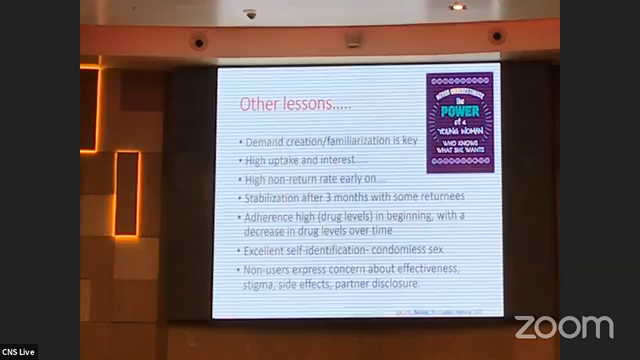 Other lessons.....
NEVER UNDERESTIMATE
The
POWER
of a
YOUNG WOMAN
WHO KNOWS
WHAT SHE WANTS
• Demand creation/familiarization is key
• High uptake and interest.....
• High non-return rate early on....
• Stabilization after 3 months with some returnees
• Adherence high (drug levels) in beginning, with a
decrease in drug levels over time
• Excellent self-identification- condomless sex
• Non-users express concern about effectiveness,
stigma, side effects, partner disclosure.
zoom
CNS Live